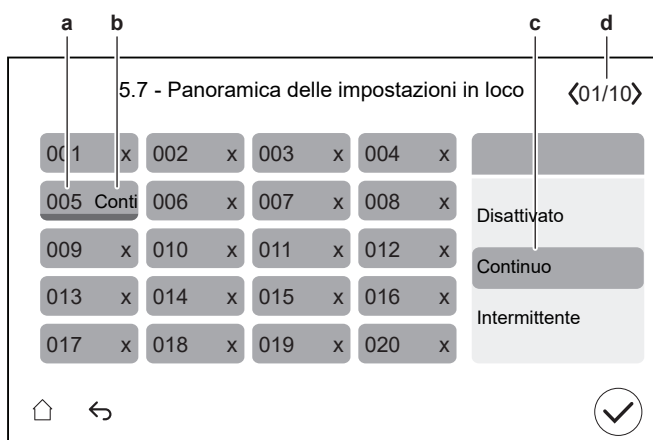 a b c d
5.7 - Panoramica delle impostazioni in loco 01/10
001 x 002 x 003 x 004 x
005 Conti 006 x 007 x 008 x
Disattivato
009 x 010 x 011 x 012 x
Continuo
013 x 014 x 015 x 016 x
Intermittente
017 x 018 x 019 x 020 x